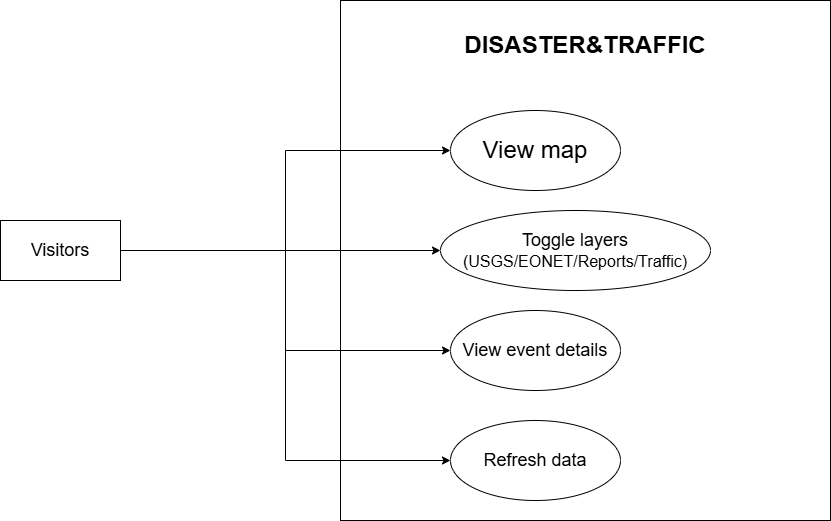 DISASTER&TRAFFIC
View map
Visitors
Toggle layers
(USGS/EONET/Reports/Traffic)
View event details
Refresh data